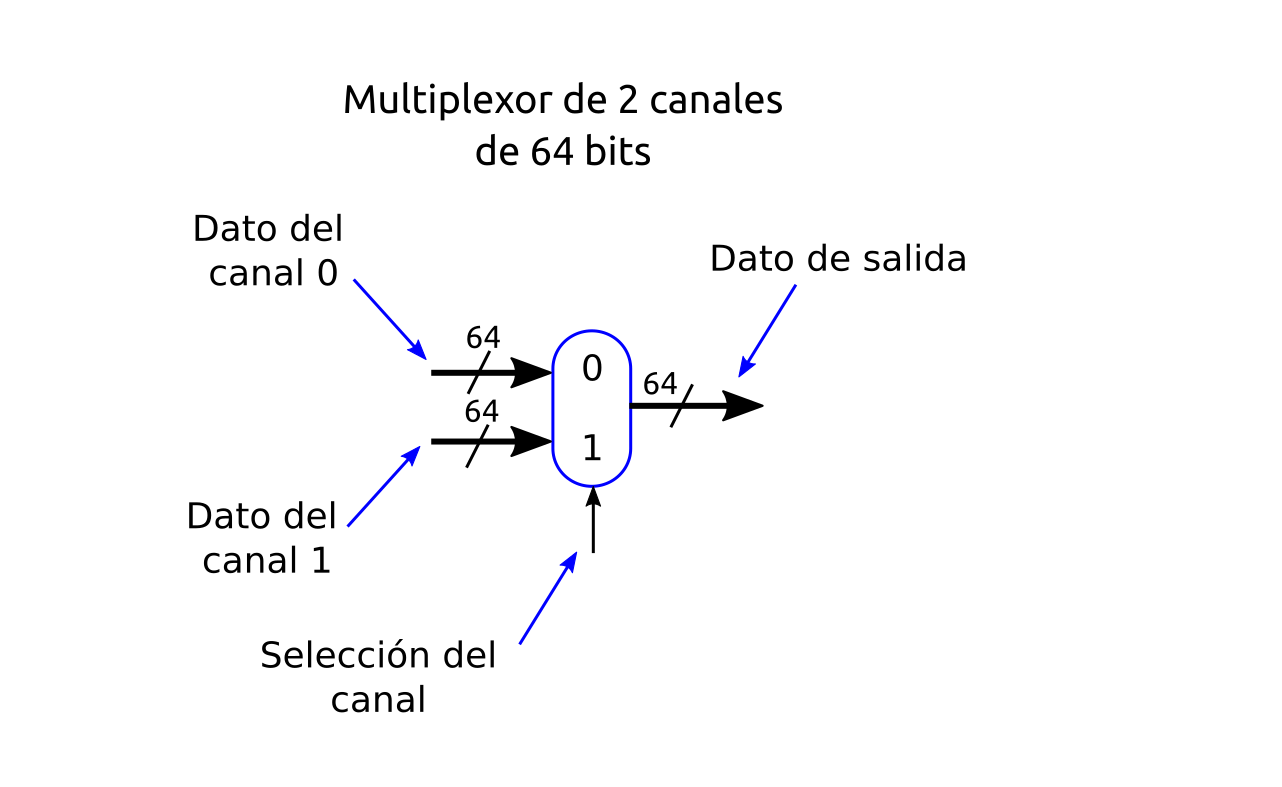 Multiplexor de 2 canales
de 64 bits
Dato del
canal 0
Dato de salida
64
0
64
64
1
Dato del
canal 1
Selección del
canal